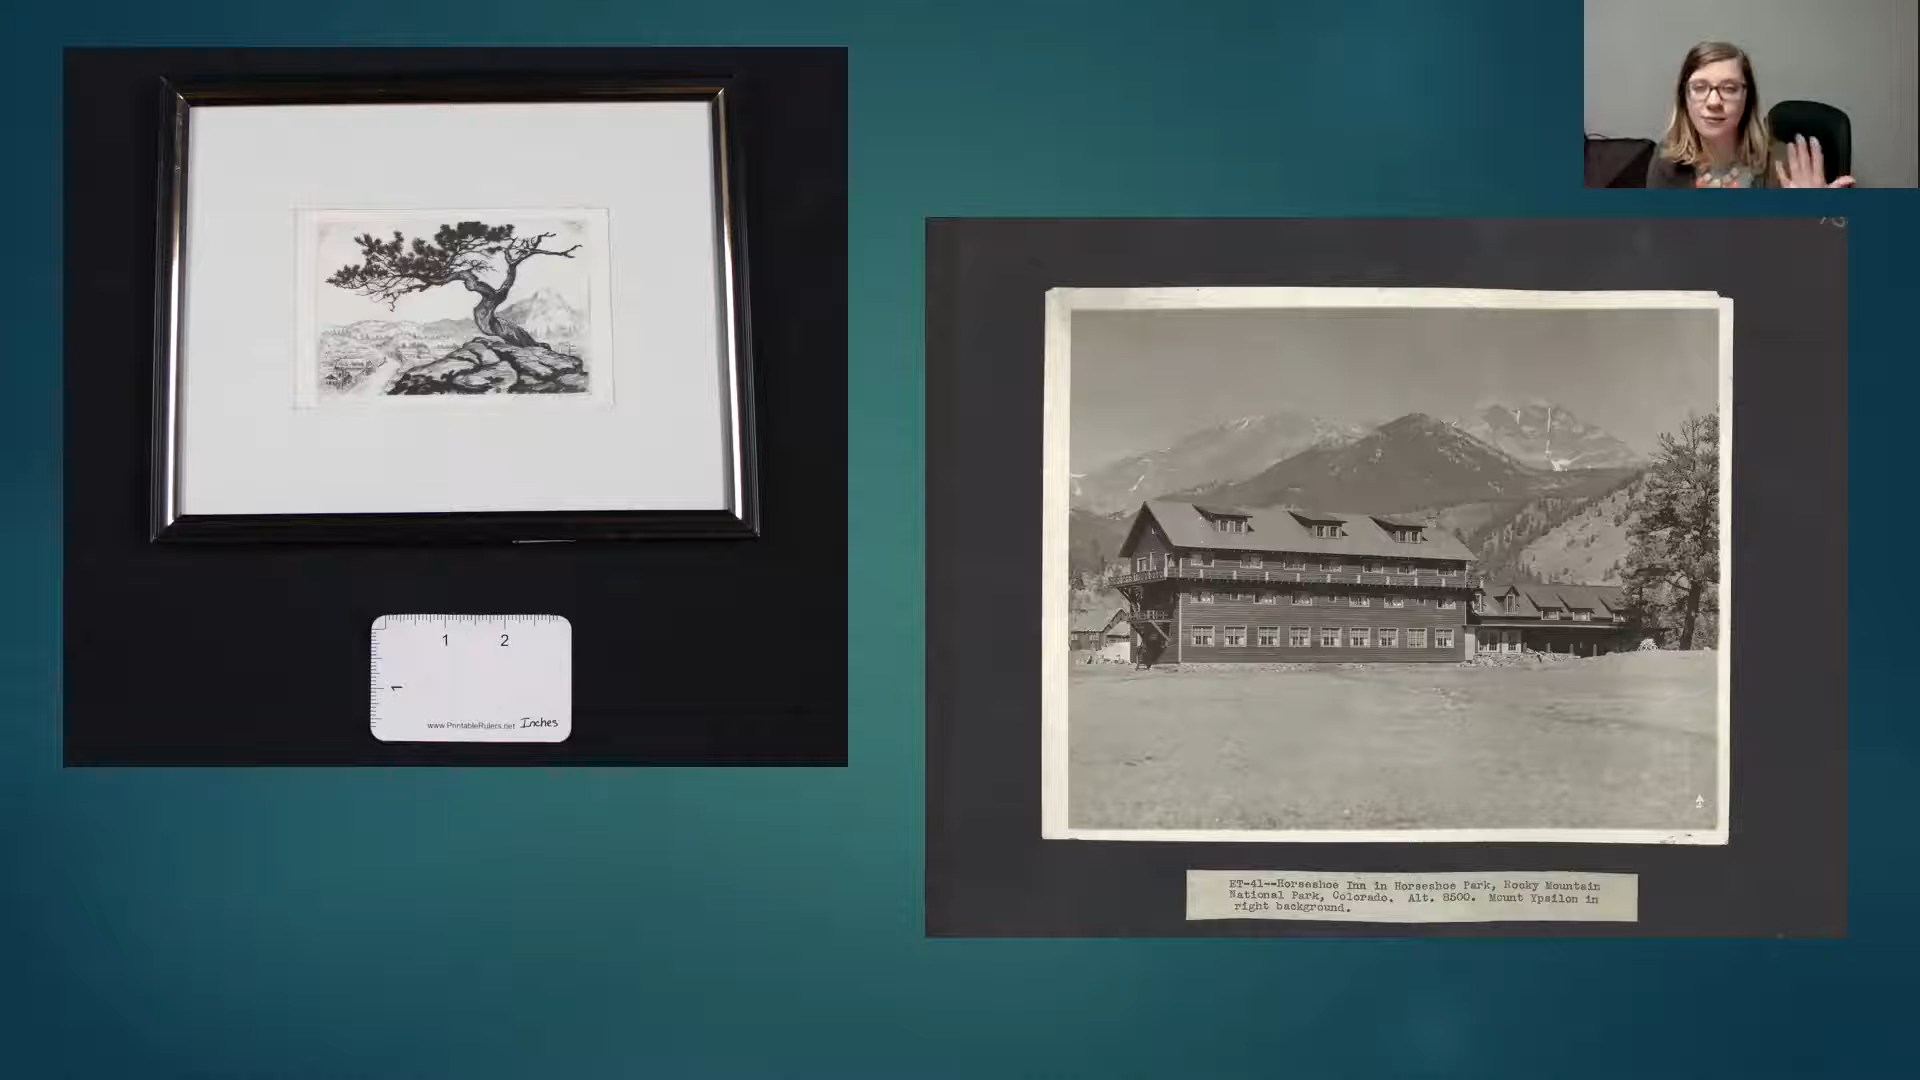 1 2
1
www.PrintableRulers.net Inches
ET-41--Horseshoe Inn in Horseshoe Park, Rocky Mountain
National Park, Colorado. Alt. 8500. Mount Ypsilon in
right background.